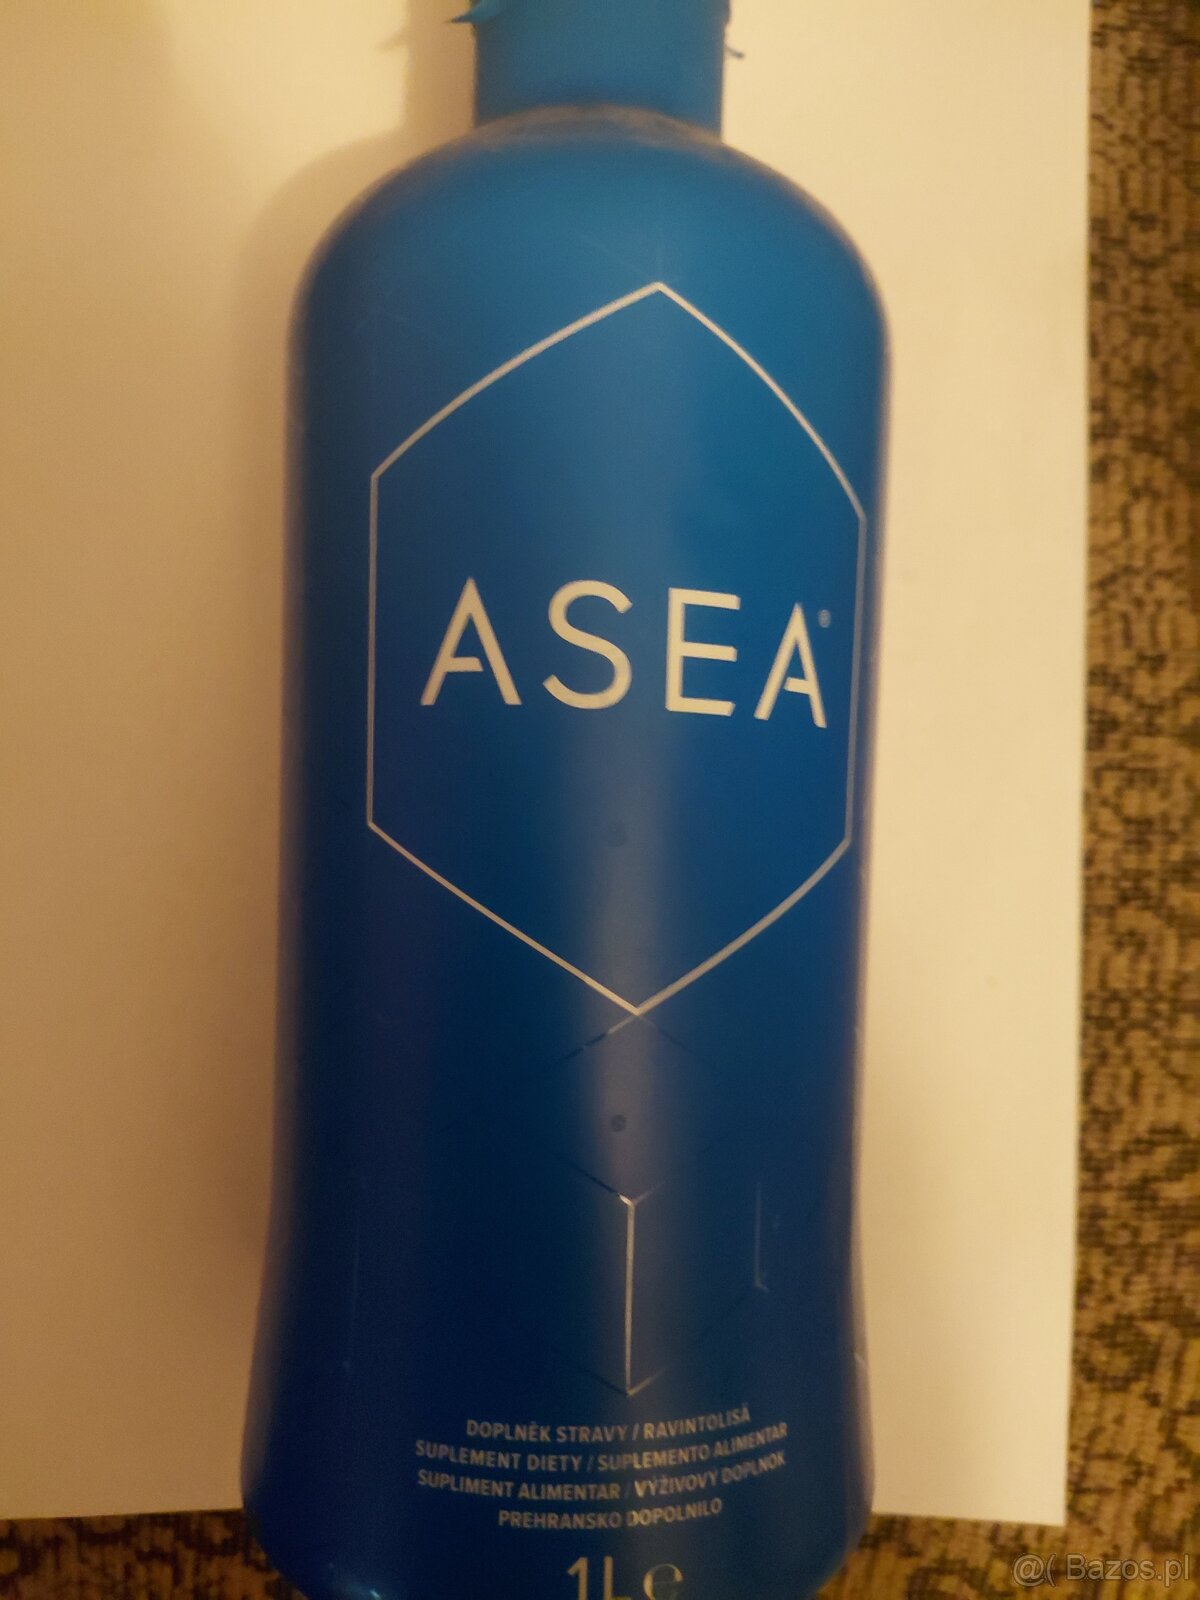 ASEA®
DOPLNĚK STRAVY / RAVINTOLISÄ
SUPLEMENT DIETY / SUPLEMENTO ALIMENTAR
SUPLIMENT ALIMENTAR / VÝŽIVOVÝ DOPLNOK
PREHRANSKO DOPOLNILO
1L e
@( Bazos.pl